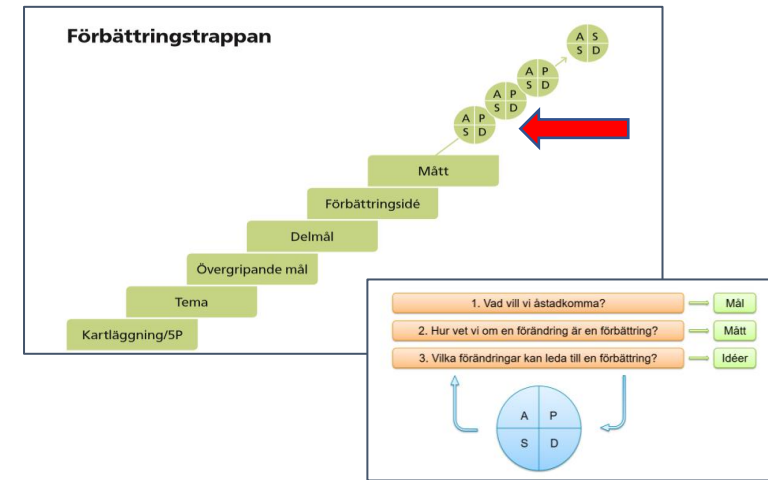 Förbättringstrappan
A S
S D
A P
S D
A P
S D
A P
S D
Mått
Förbättringsidé
Delmål
Övergripande mål
Tema
Kartläggning/5P
1. Vad vill vi åstadkomma?
Mål
2. Hur vet vi om en förändring är en förbättring?
Mått
3. Vilka förändringar kan leda till en förbättring?
Idéer
A P
S D